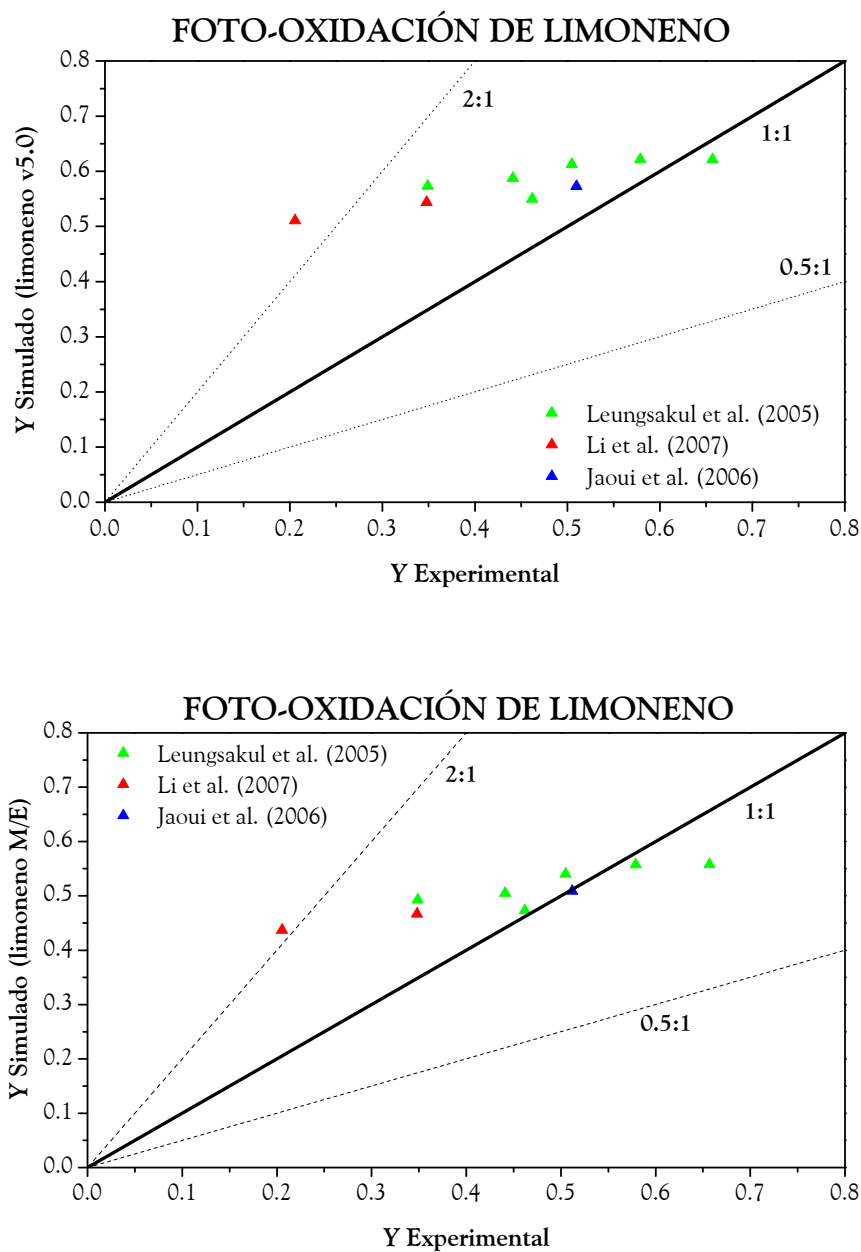 FOTO-OXIDACIÓN DE LIMONENO
0.8
0.7
0.6
0.5
0.4
0.3
0.2
0.1
0.0
Y Simulado (limoneno v5.0)
2:1
1:1
0.5:1
Leungsakul et al. (2005)
Li et al. (2007)
Jaoui et al. (2006)
0.0 0.1 0.2 0.3 0.4 0.5 0.6 0.7 0.8
Y Experimental
FOTO-OXIDACIÓN DE LIMONENO
0.8
0.7
0.6
0.5
0.4
0.3
0.2
0.1
0.0
Y Simulado (limoneno M/E)
Leungsakul et al. (2005)
Li et al. (2007)
Jaoui et al. (2006)
2:1
1:1
0.5:1
0.0 0.1 0.2 0.3 0.4 0.5 0.6 0.7 0.8
Y Experimental